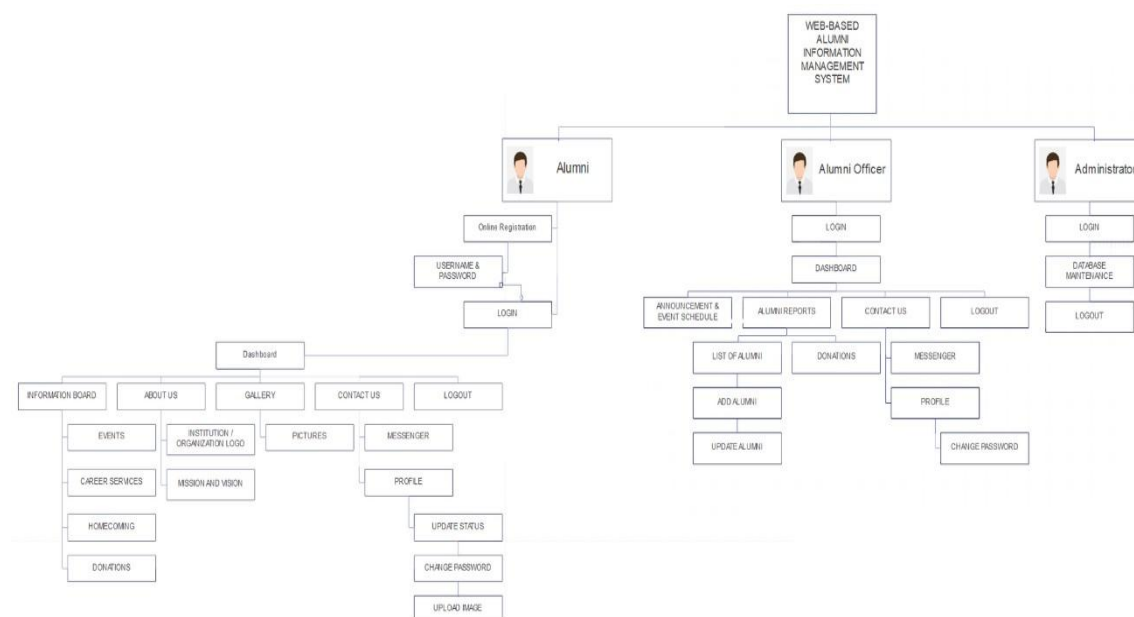 WEB-BASED
ALUMNI
INFORMATION
MANAGEMENT
SYSTEM
Alumni
Alumni Officer
Administrator
Online Registration
LOGIN
LOGIN
USERNAME &
PASSWORD
DASHBOARD
DATABASE
MAINTENANCE
LOGIN
ANNOUNCEMENT &
EVENT SCHEDULE
ALUMNI REPORTS
CONTACT US
LOGOUT
LOGOUT
Dashboard
LIST OF ALUMNI
DONATIONS
MESSENGER
INFORMATION BOARD
ABOUT US
GALLERY
CONTACT US
LOGOUT
ADD ALUMNI
PROFILE
EVENTS
INSTITUTION /
ORGANIZATION LOGO
PICTURES
MESSENGER
UPDATE ALUMNI
CHANGE PASSWORD
CAREER SERVICES
MISSION AND VISION
PROFILE
HOMECOMING
UPDATE STATUS
DONATIONS
CHANGE PASSWORD
UPLOAD IMAGE